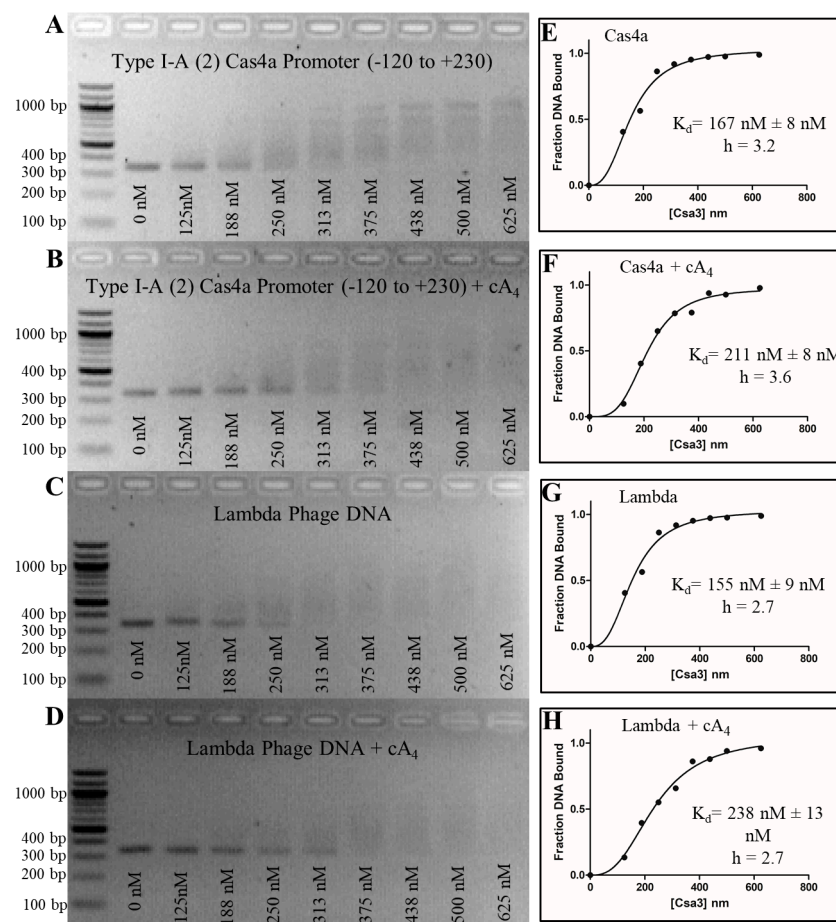 A
Type I-A (2) Cas4a Promoter (-120 to +230)
1000 bp
400 bp
300 bp
200 bp
100 bp
0 nM
125nM
188 nM
250 nM
313 nM
375 nM
438 nM
500 nM
625 nM
E
Cas4a
Fraction DNA Bound
1.0
0.5
0.0
K_d= 167 nM ± 8 nM
h = 3.2
0 200 400 600 800
[Csa3] nm
B
Type I-A (2) Cas4a Promoter (-120 to +230) + cA₄
1000 bp
400 bp
300 bp
200 bp
100 bp
0 nM
125nM
188 nM
250 nM
313 nM
375 nM
438 nM
500 nM
625 nM
F
Cas4a + cA₄
Fraction DNA Bound
1.0
0.5
0.0
K_d= 211 nM ± 8 nM
h = 3.6
0 200 400 600 800
[Csa3] nm
C
Lambda Phage DNA
1000 bp
400 bp
300 bp
200 bp
100 bp
0 nM
125nM
188 nM
250 nM
313 nM
375 nM
438 nM
500 nM
625 nM
G
Lambda
Fraction DNA Bound
1.0
0.5
0.0
K_d= 155 nM ± 9 nM
h = 2.7
0 200 400 600 800
[Csa3] nm
D
Lambda Phage DNA + cA₄
1000 bp
400 bp
300 bp
200 bp
100 bp
0 nM
125nM
188 nM
250 nM
313 nM
375 nM
438 nM
500 nM
625 nM
H
Lambda + cA₄
Fraction DNA Bound
1.0
0.5
0.0
K_d= 238 nM ± 13
nM
h = 2.7
0 200 400 600 800
[Csa3] nm